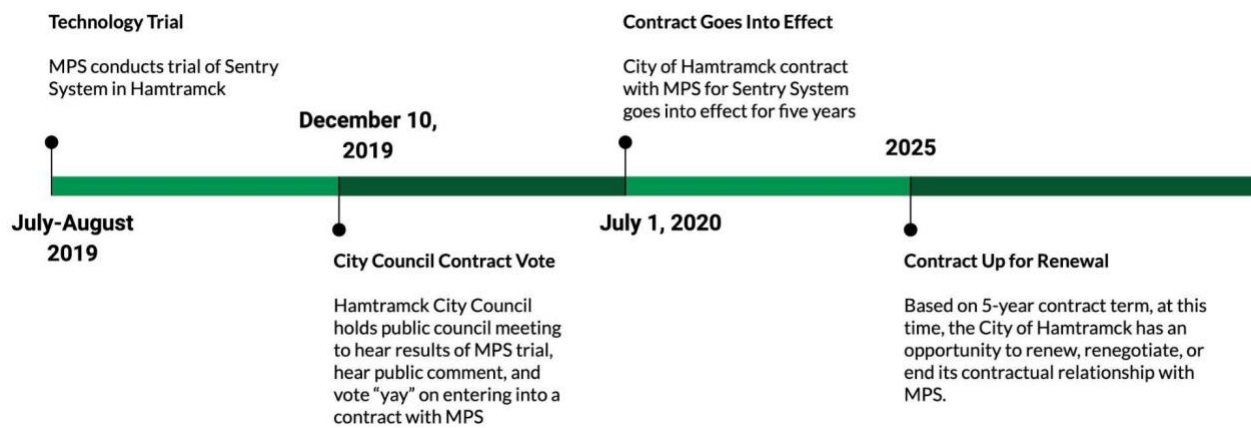 Technology Trial
MPS conducts trial of Sentry
System in Hamtramck
July-August
2019
December 10,
2019
City Council Contract Vote
Hamtramck City Council
holds public council meeting
to hear results of MPS trial,
hear public comment, and
vote “yay” on entering into a
contract with MPS
Contract Goes Into Effect
City of Hamtramck contract
with MPS for Sentry System
goes into effect for five years
July 1, 2020
2025
Contract Up for Renewal
Based on 5-year contract term, at this
time, the City of Hamtramck has an
opportunity to renew, renegotiate, or
end its contractual relationship with
MPS.